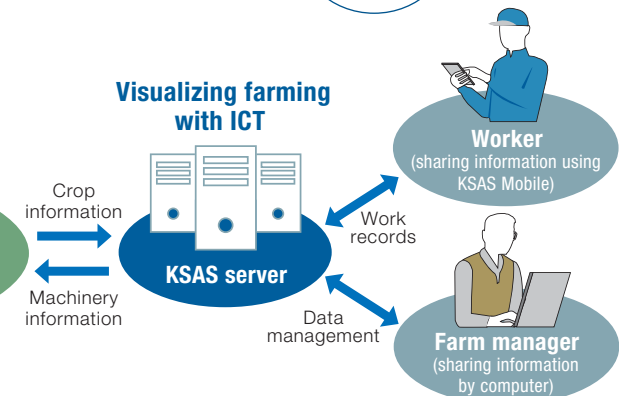 Visualizing farming
with ICT
Crop
information
Machinery
information
KSAS server
Work
records
Data
management
Worker
(sharing information using
KSAS Mobile)
Farm manager
(sharing information
by computer)